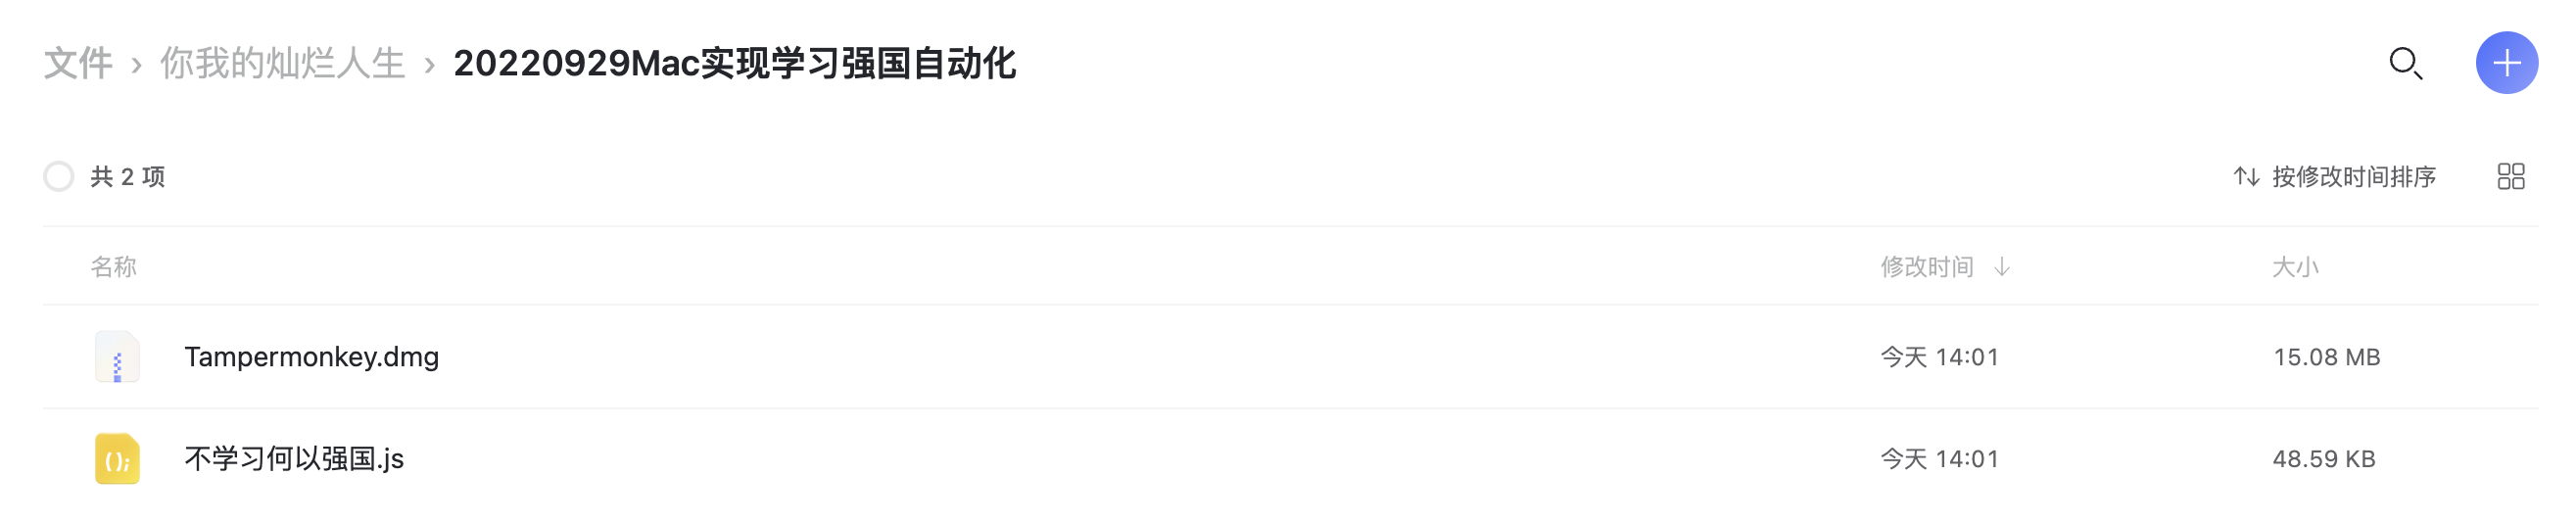 文件 › 你我的灿烂人生 › 20220929Mac实现学习强国自动化
共 2 项 按修改时间排序
名称 修改时间 ↓ 大小
Tampermonkey.dmg 今天 14:01 15.08 MB
不学习何以强国.js 今天 14:01 48.59 KB